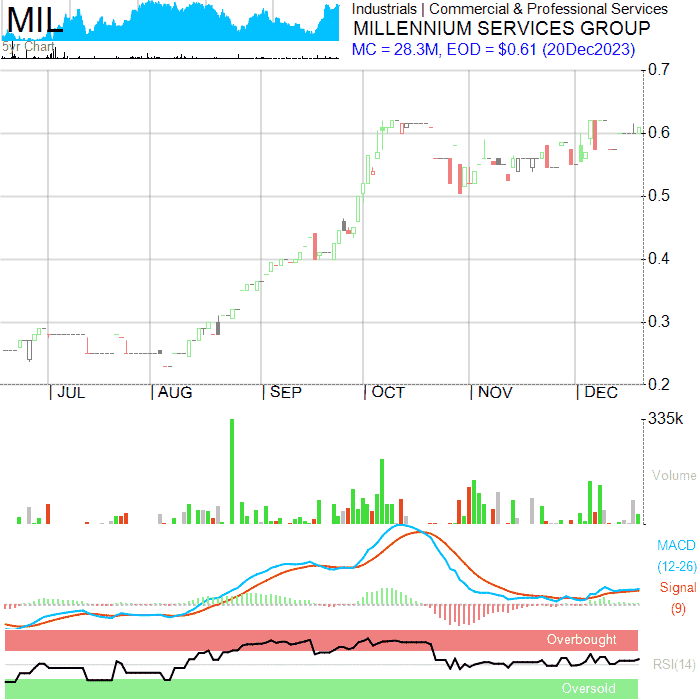 MIL
5yr Chart
Industrials | Commercial & Professional Services
MILLENNIUM SERVICES GROUP
MC = 28.3M, EOD = $0.61 (20Dec2023)
0.7
0.6
0.5
0.4
0.3
0.2
JUL AUG SEP OCT NOV DEC
335k
Volume
MACD
(12-26)
Signal
(9)
Overbought
RSI(14)
Oversold